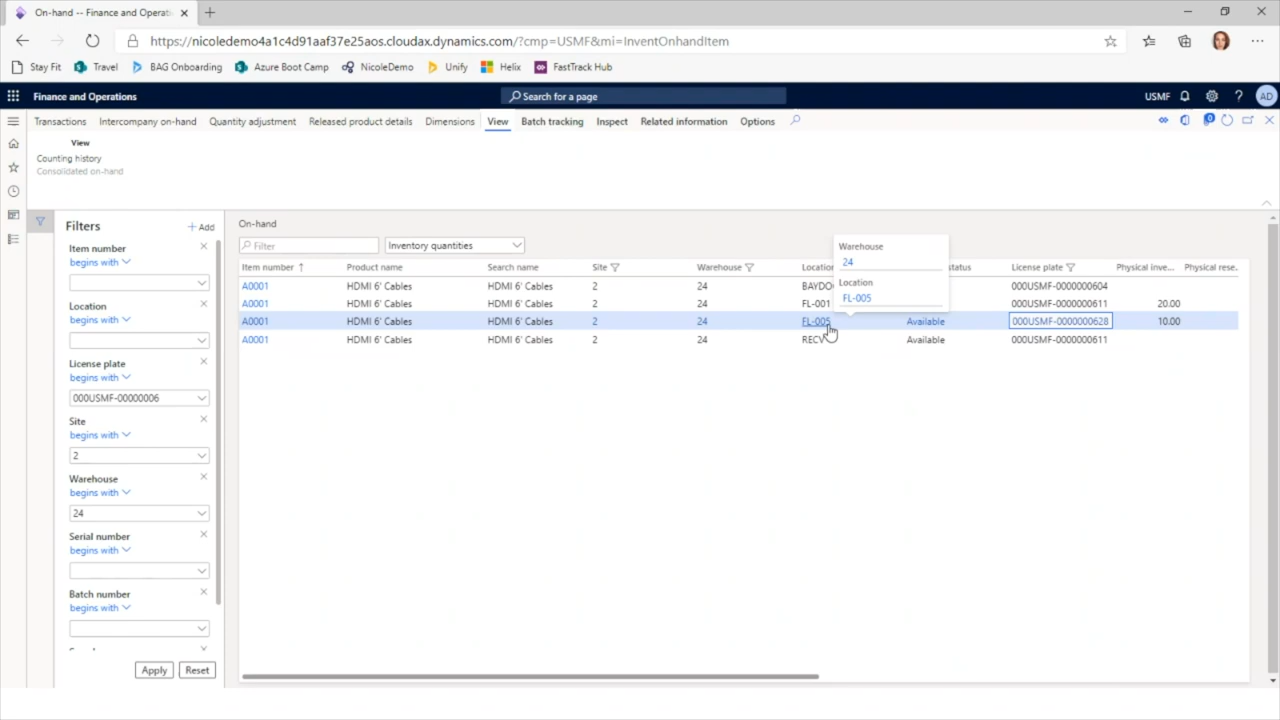 On-hand -- Finance and Operati
https://nicoledemo4a1c4d91aaf37e25aos.cloudax.dynamics.com/?cmp=USMF&mi=InventOnhandItem
Stay Fit Travel BAG Onboarding Azure Boot Camp NicoleDemo Unify Helix FastTrack Hub
Finance and Operations Search for a page USMF ? AD
Transactions Intercompany on-hand Quantity adjustment Released product details Dimensions View Batch tracking Inspect Related information Options 0
View
Counting history
Consolidated on-hand
Filters + Add
Item number
begins with
Location
begins with
License plate
begins with
000USMF-00000006
Site
begins with
2
Warehouse
begins with
24
Serial number
begins with
Batch number
begins with
Apply Reset
On-hand
Filter Inventory quantities
Item number Product name Search name Site Warehouse Location status License plate Physical inve... Physical rese..
A0001 HDMI 6' Cables HDMI 6' Cables 2 24 BAYDO 000USMF-0000000604
A0001 HDMI 6' Cables HDMI 6' Cables 2 24 FL-001 000USMF-0000000611 20.00
A0001 HDMI 6' Cables HDMI 6' Cables 2 24 FL-005 Available 000USMF-0000000628 10.00
A0001 HDMI 6' Cables HDMI 6' Cables 2 24 RECV Available 000USMF-0000000611
Warehouse
24
Location
FL-005